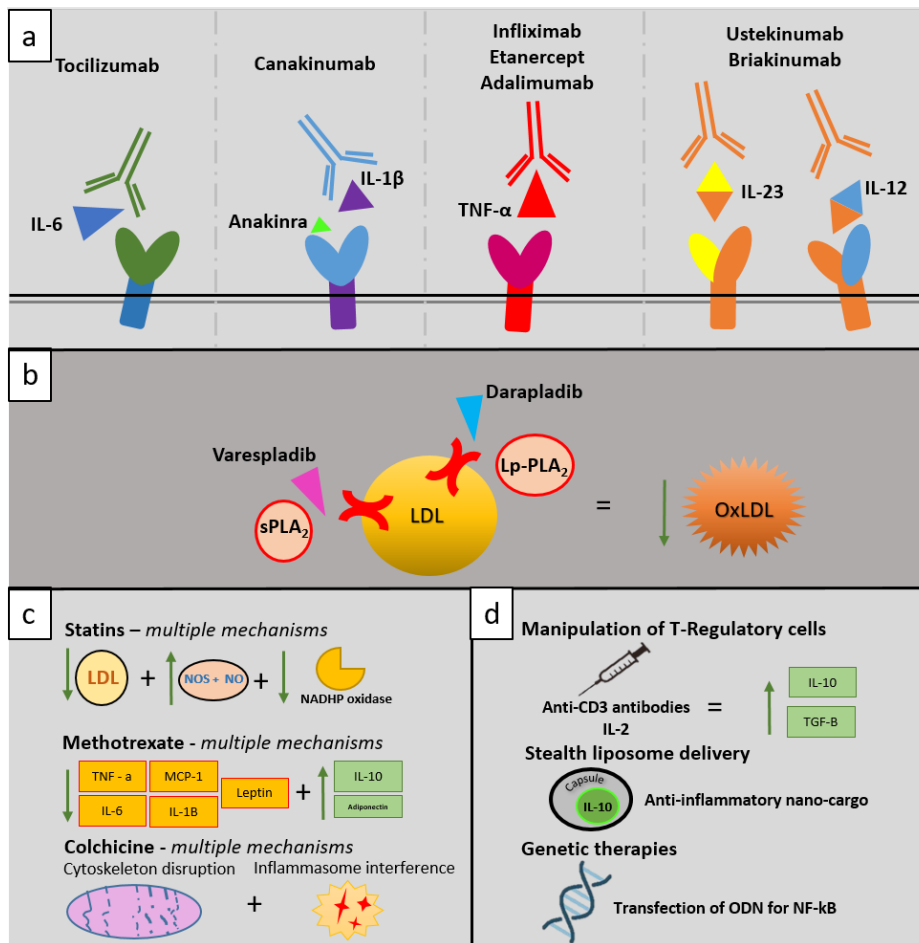 a
Tocilizumab
IL-6
Canakinumab
IL-1β
Anakinra
Infliximab
Etanercept
Adalimumab
TNF-α
Ustekinumab
Briakinumab
IL-23
IL-12
b
Darapladib
Varespladib
Lp-PLA₂
sPLA₂
LDL
=
OxLDL
c
Statins – multiple mechanisms
LDL
+
NOS + NO
+
NADHP oxidase
Methotrexate - multiple mechanisms
TNF - a
MCP-1
Leptin
IL-6
IL-1B
+
IL-10
Adiponectin
Colchicine - multiple mechanisms
Cytoskeleton disruption
Inflammasome interference
+
d
Manipulation of T-Regulatory cells
Anti-CD3 antibodies
IL-2
=
IL-10
TGF-B
Stealth liposome delivery
Capsule
IL-10
Anti-inflammatory nano-cargo
Genetic therapies
Transfection of ODN for NF-kB